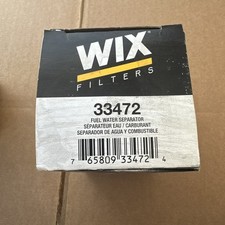 WIX
FILTERS
33472
FUEL WATER SEPARATOR
SÉPARATEUR EAU / CARBURANT
SEPARADOR DE AGUA Y COMBUSTIBLE
7 65809 33472 4